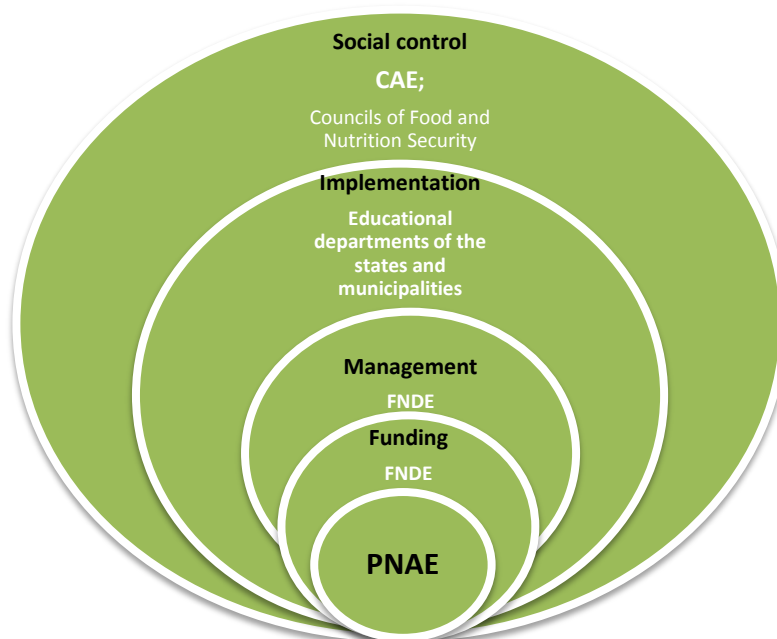 Social control
CAE;
Councils of Food and
Nutrition Security
Implementation
Educational
departments of the
states and
municipalities
Management
FNDE
Funding
FNDE
PNAE